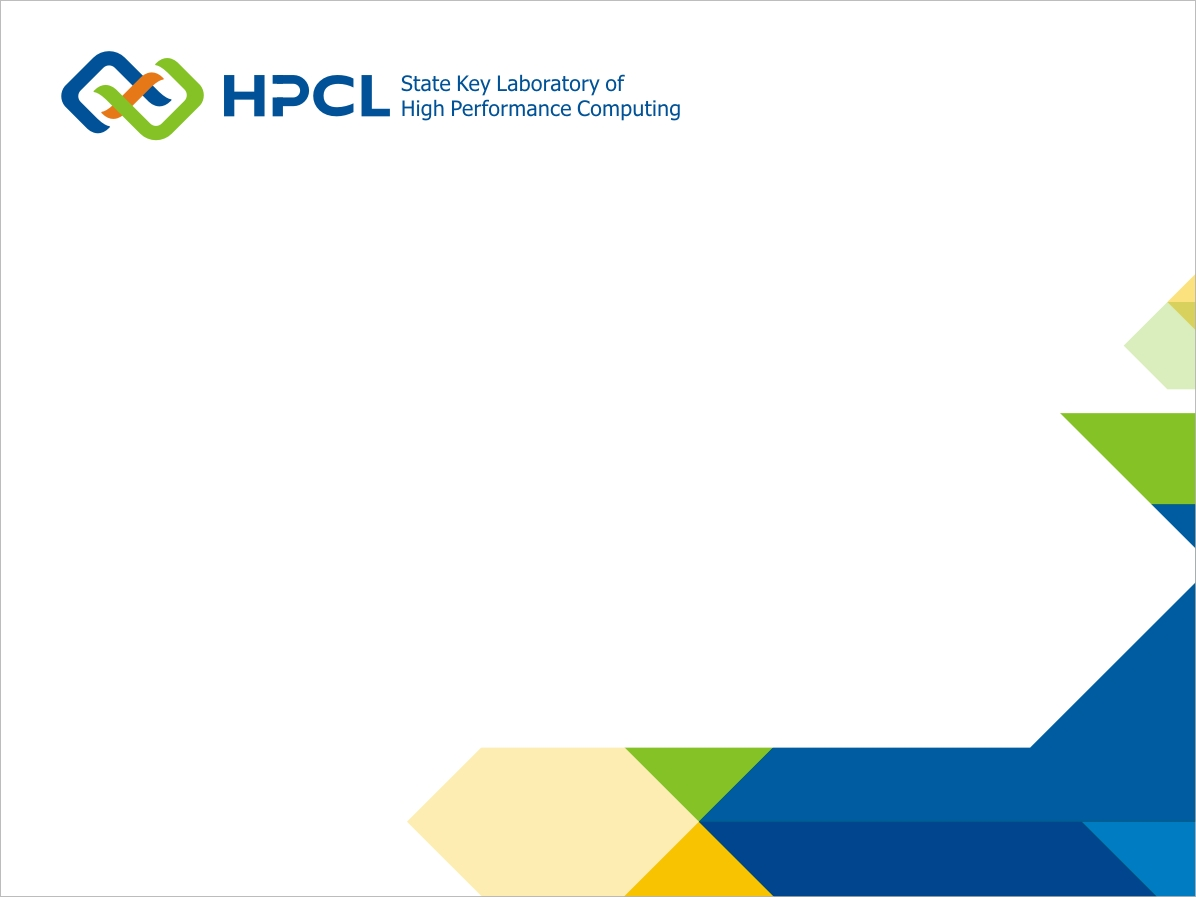 HPCL
State Key Laboratory of
High Performance Computing